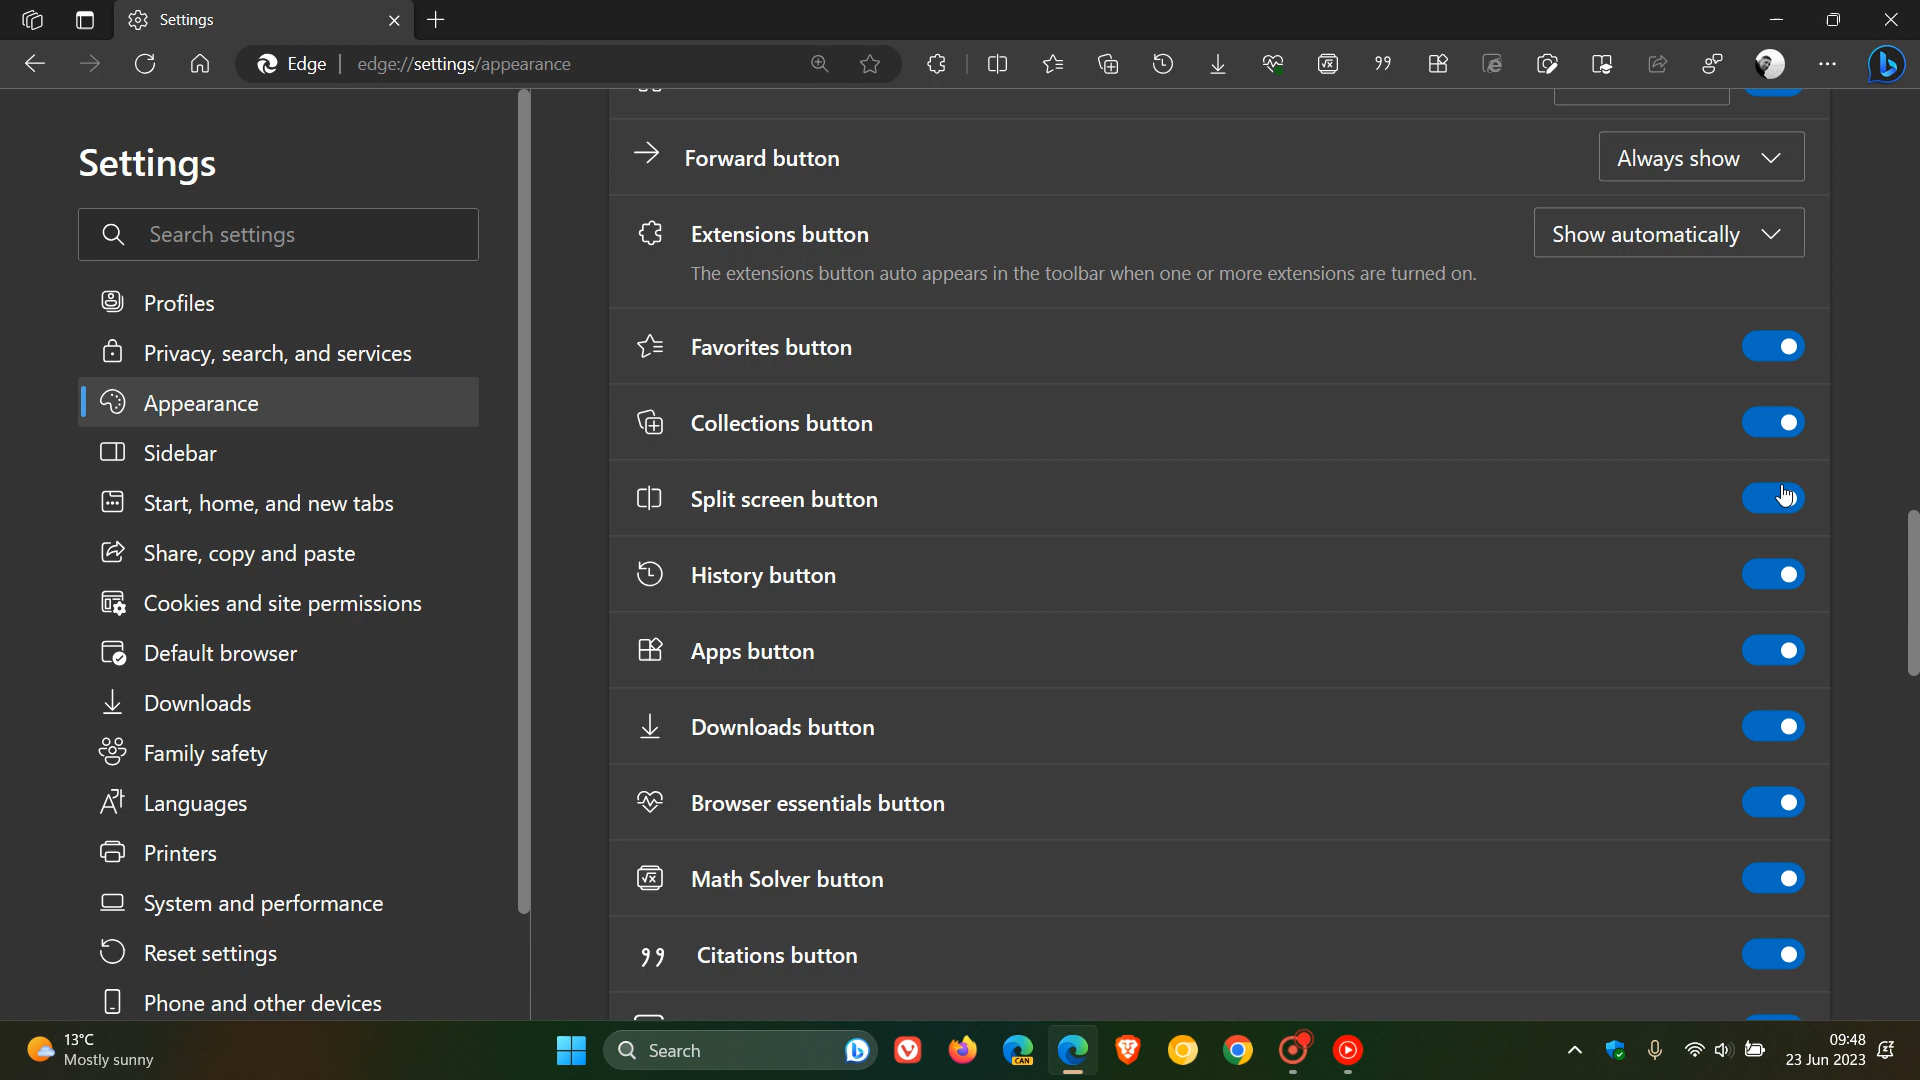 Settings
Edge
edge://settings/appearance
Settings
Search settings
Profiles
Privacy, search, and services
Appearance
Sidebar
Start, home, and new tabs
Share, copy and paste
Cookies and site permissions
Default browser
Downloads
Family safety
Languages
Printers
System and performance
Reset settings
Phone and other devices
Forward button
Always show
Extensions button
Show automatically
The extensions button auto appears in the toolbar when one or more extensions are turned on.
Favorites button
Collections button
Split screen button
History button
Apps button
Downloads button
Browser essentials button
Math Solver button
Citations button
13°C
Mostly sunny
Search
CAN
09:48
23 Jun 2023